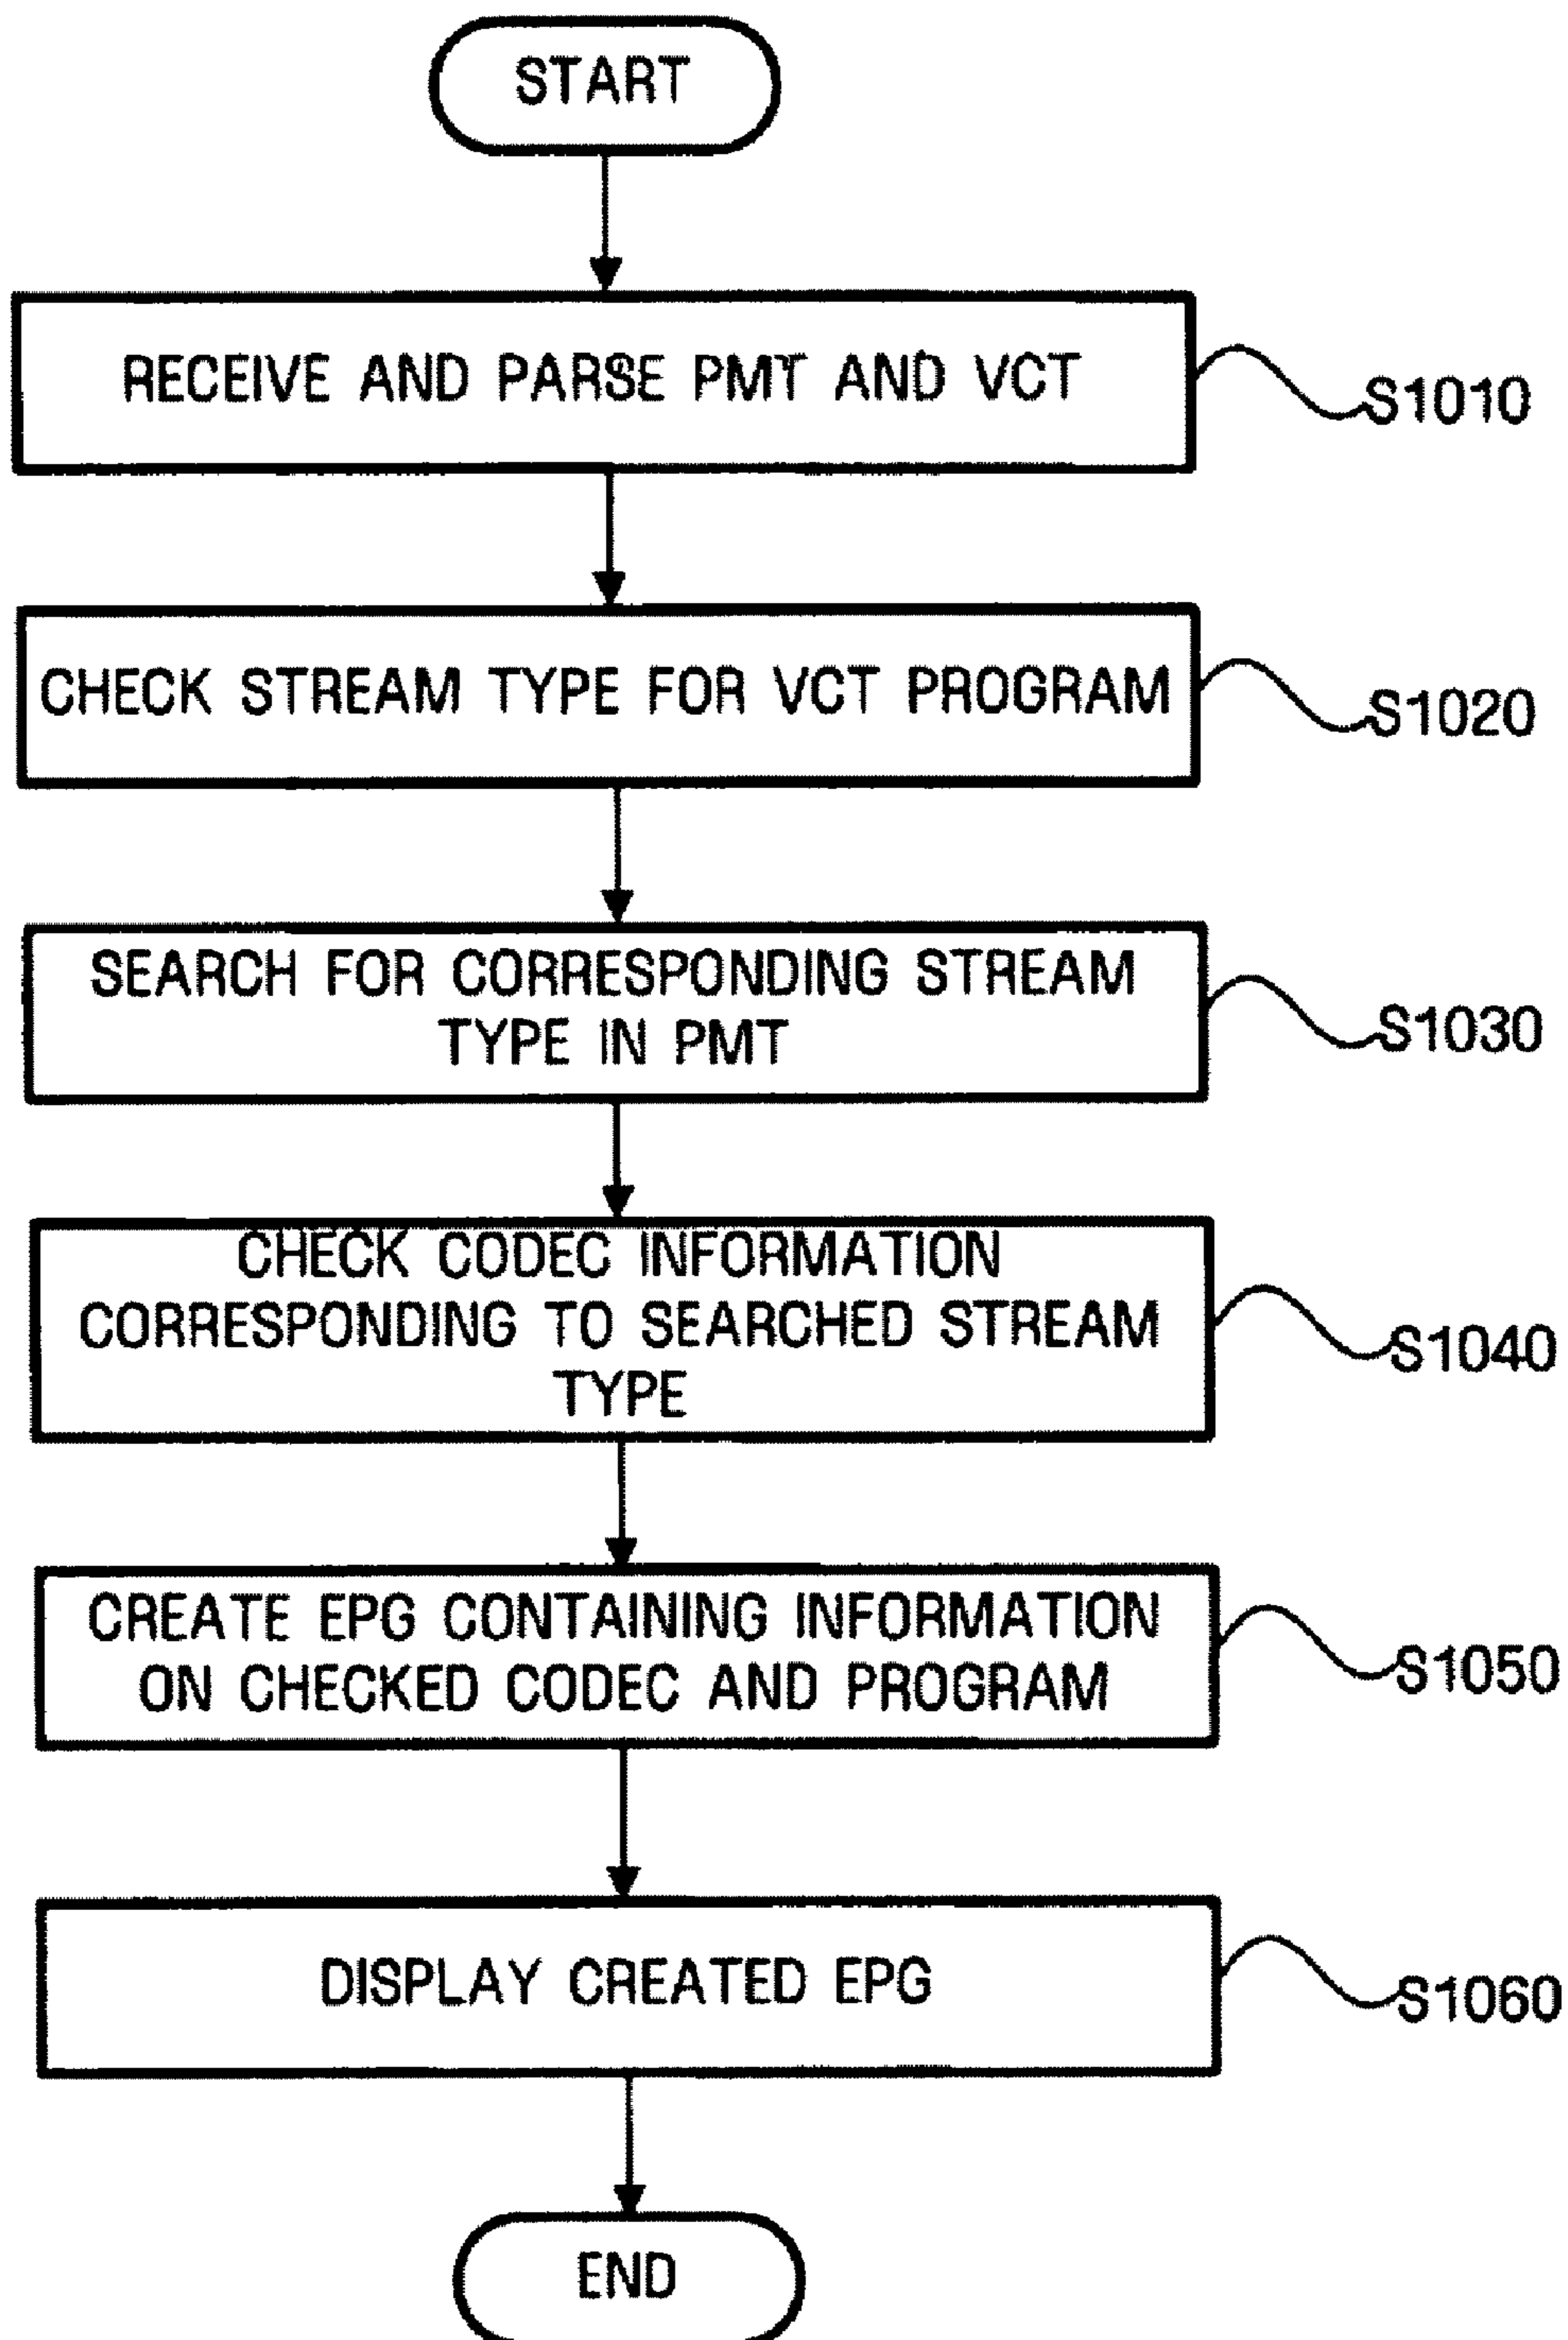 START
RECEIVE AND PARSE PMT AND VCT
S1010
CHECK STREAM TYPE FOR VCT PROGRAM
S1020
SEARCH FOR CORRESPONDING STREAM
TYPE IN PMT
S1030
CHECK CODEC INFORMATION
CORRESPONDING TO SEARCHED STREAM
TYPE
S1040
CREATE EPG CONTAINING INFORMATION
ON CHECKED CODEC AND PROGRAM
S1050
DISPLAY CREATED EPG
S1060
END